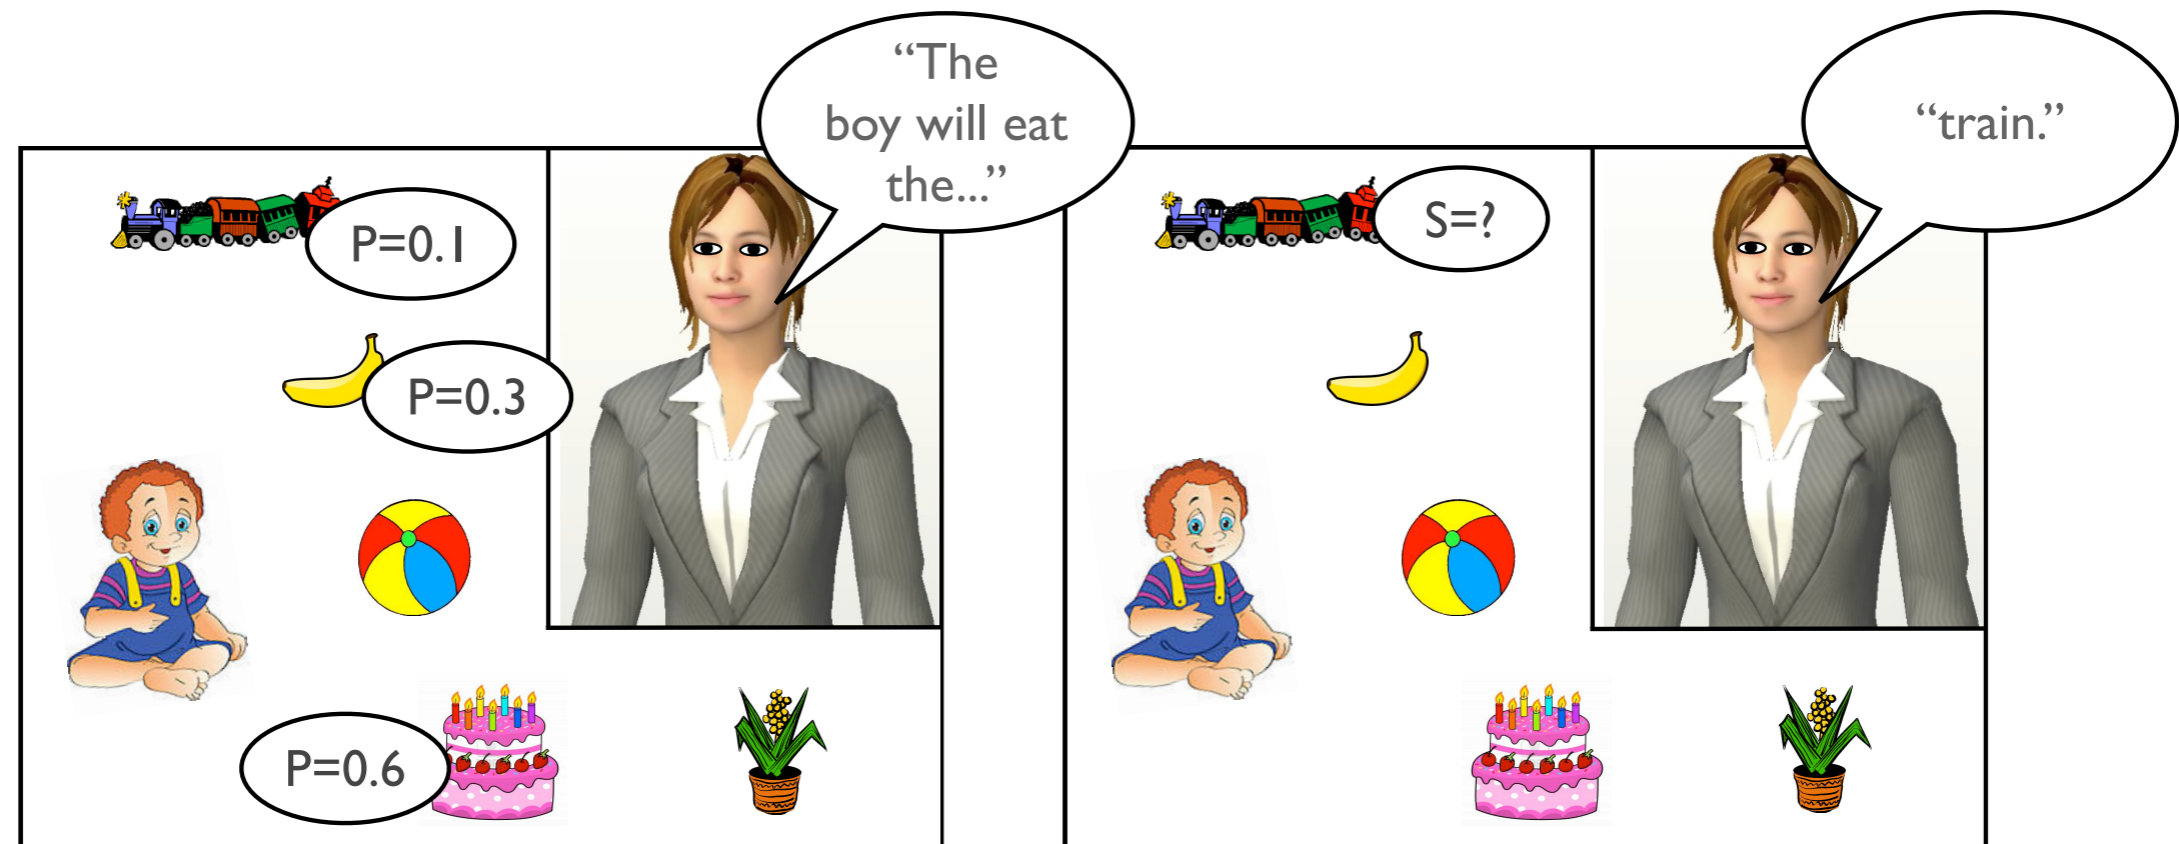 “The
boy will eat
the...”
P=0.1
P=0.3
P=0.6
“train.”
S=?